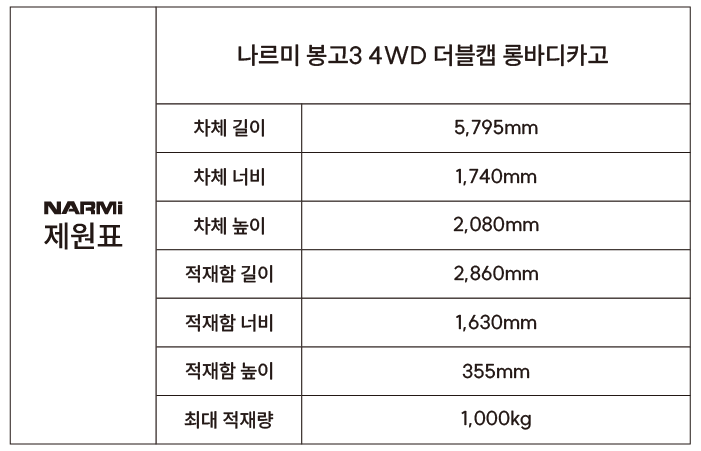 NARMi
제원표
나르미 봉고3 4WD 더블캡 롱바디카고
차체 길이 5,795mm
차체 너비 1,740mm
차체 높이 2,080mm
적재함 길이 2,860mm
적재함 너비 1,630mm
적재함 높이 355mm
최대 적재량 1,000kg